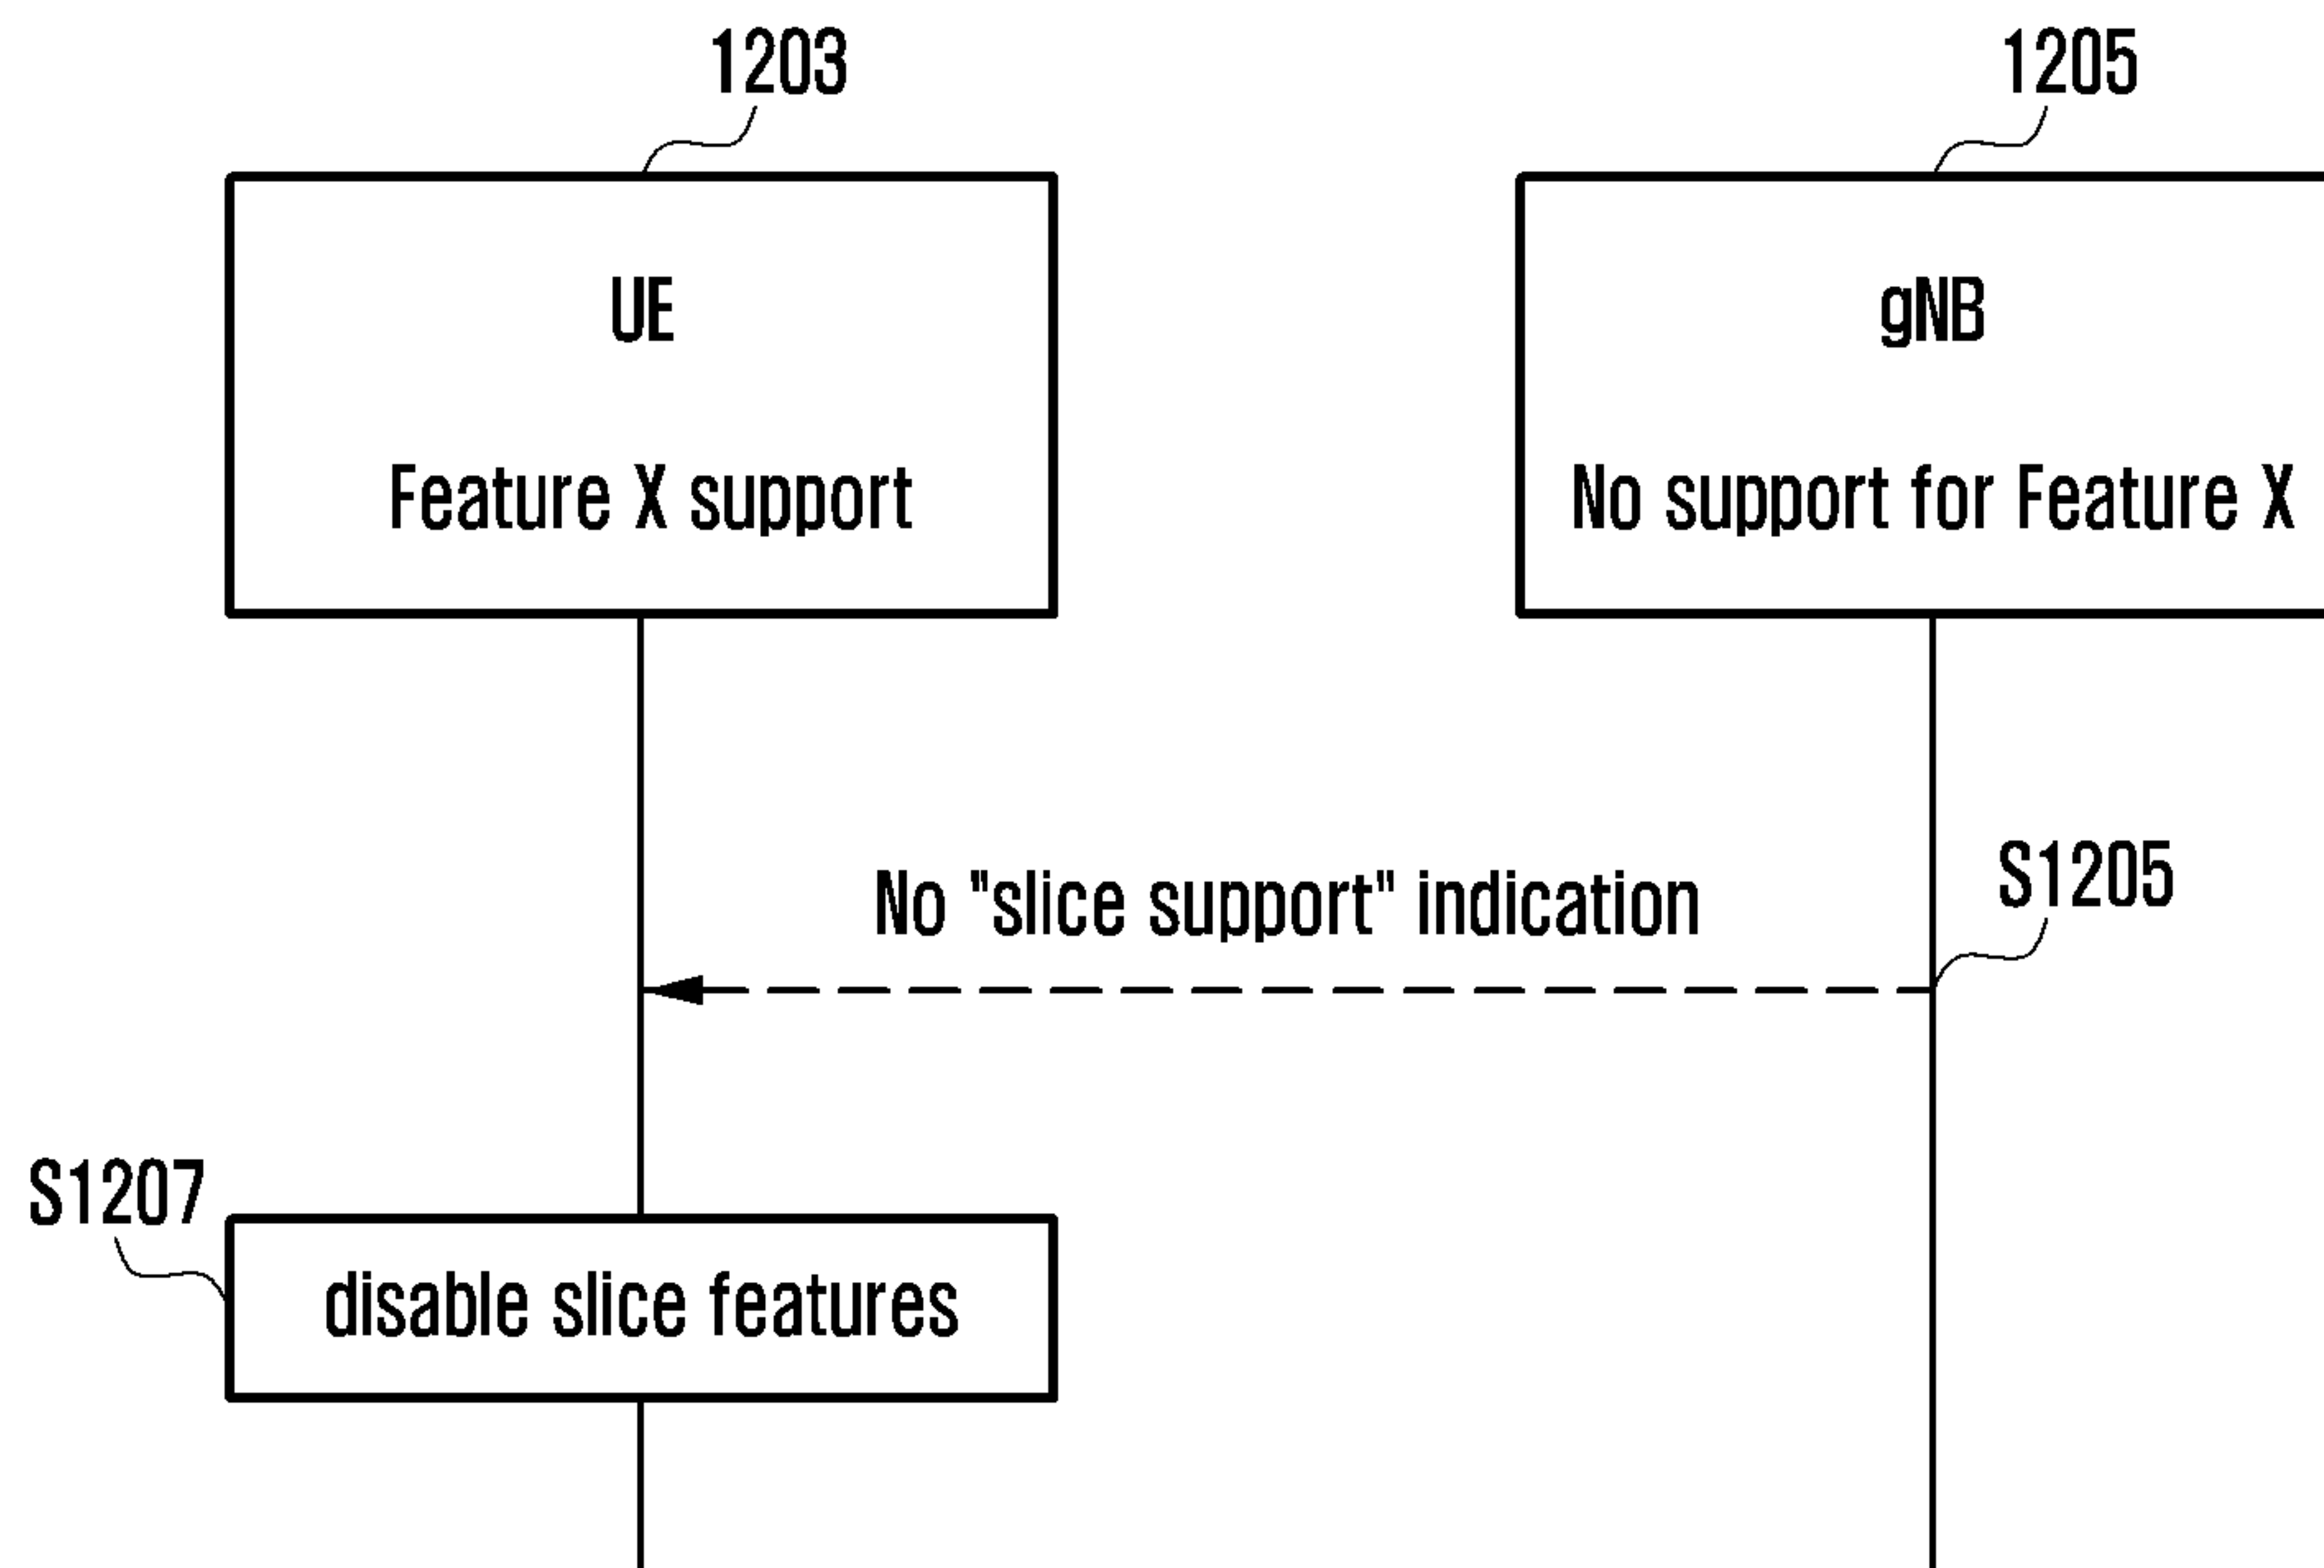 1203
1205
UE
gNB
Feature X support
No support for Feature X
No "slice support" indication
S1205
S1207
disable slice features